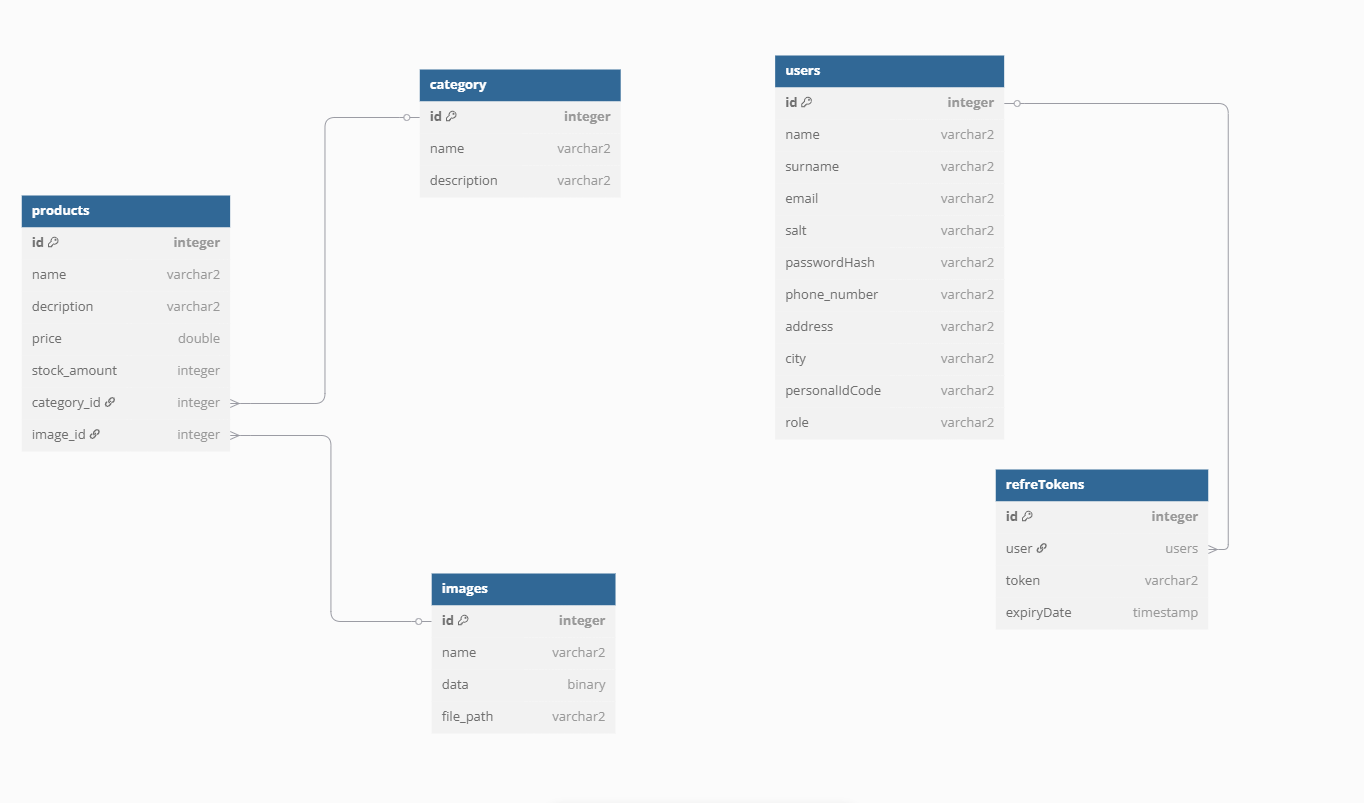 category
id integer
name varchar2
description varchar2
users
id integer
name varchar2
surname varchar2
email varchar2
salt varchar2
passwordHash varchar2
phone_number varchar2
address varchar2
city varchar2
personalIdCode varchar2
role varchar2
products
id integer
name varchar2
decription varchar2
price double
stock_amount integer
category_id integer
image_id integer
refreTokens
id integer
user users
token varchar2
expiryDate timestamp
images
id integer
name varchar2
data binary
file_path varchar2